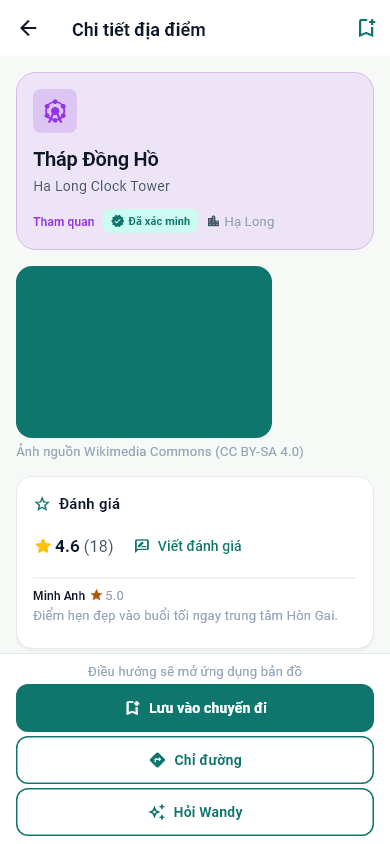 Chi tiết địa điểm
Tháp Đồng Hồ
Ha Long Clock Tower
Tham quan Đã xác minh Hạ Long
Ảnh nguồn Wikimedia Commons (CC BY-SA 4.0)
Đánh giá
4.6 (18) Viết đánh giá
Minh Anh 5.0
Điểm hẹn đẹp vào buổi tối ngay trung tâm Hòn Gai.
Điều hướng sẽ mở ứng dụng bản đồ
Lưu vào chuyến đi
Chỉ đường
Hỏi Wandy